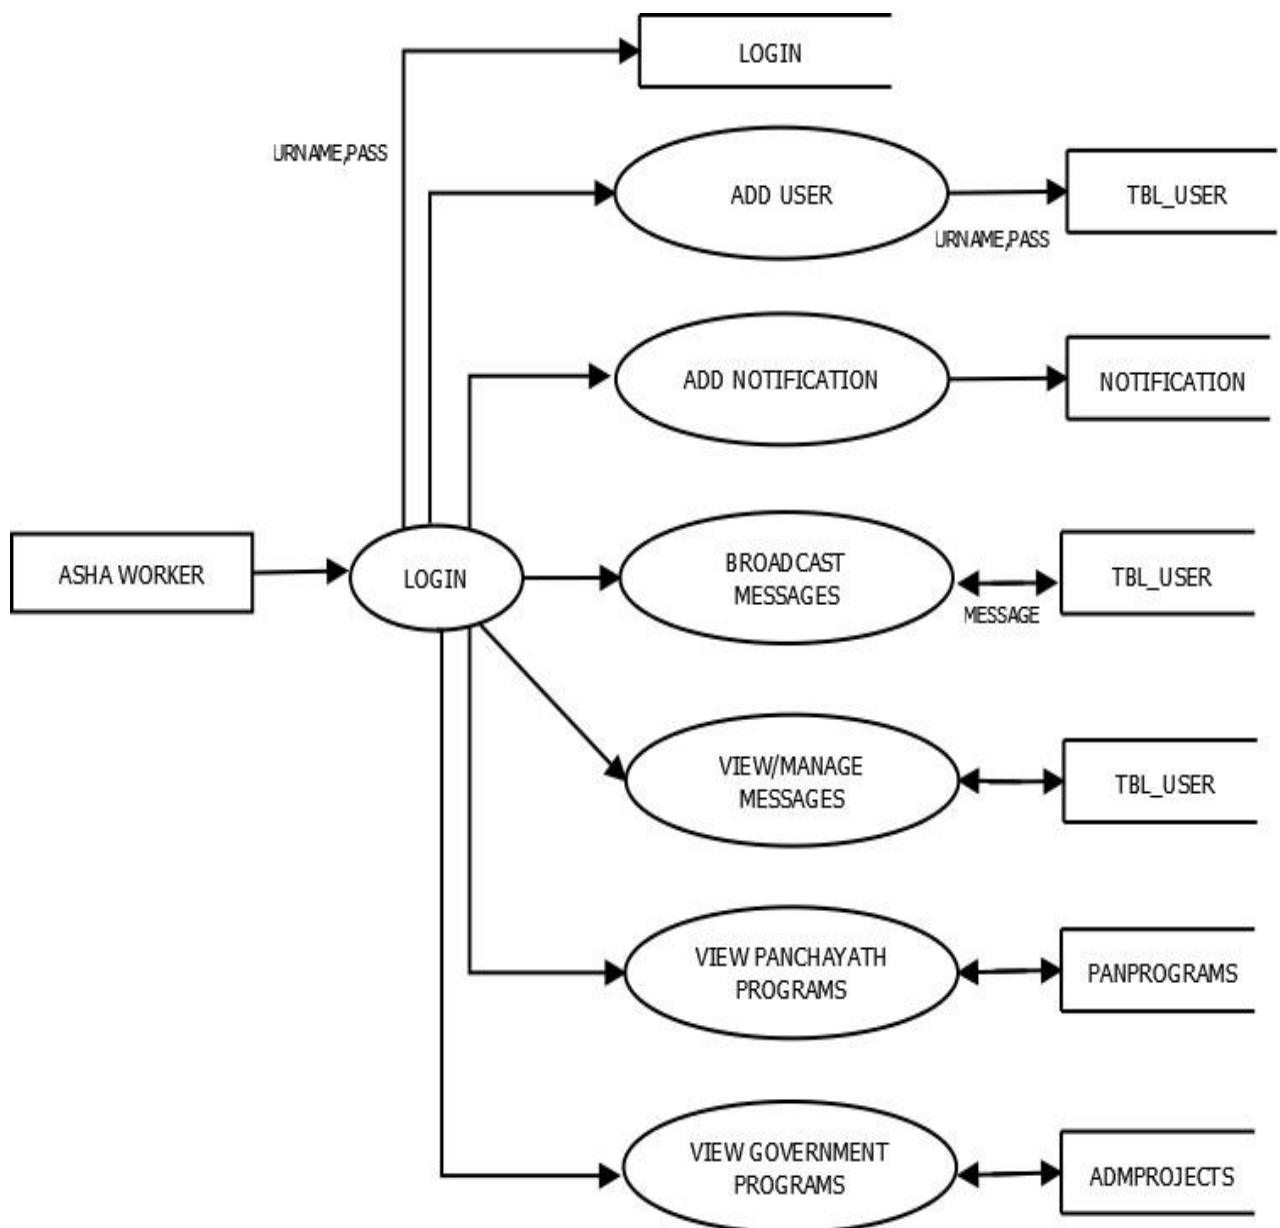 LOGIN
URNAME,PASS
ADD USER
TBL_USER
URNAME,PASS
ADD NOTIFICATION
NOTIFICATION
ASHA WORKER
LOGIN
BROADCAST
MESSAGES
TBL_USER
MESSAGE
VIEW/MANAGE
MESSAGES
TBL_USER
VIEW PANCHAYATH
PROGRAMS
PANPROGRAMS
VIEW GOVERNMENT
PROGRAMS
ADMPROJECTS